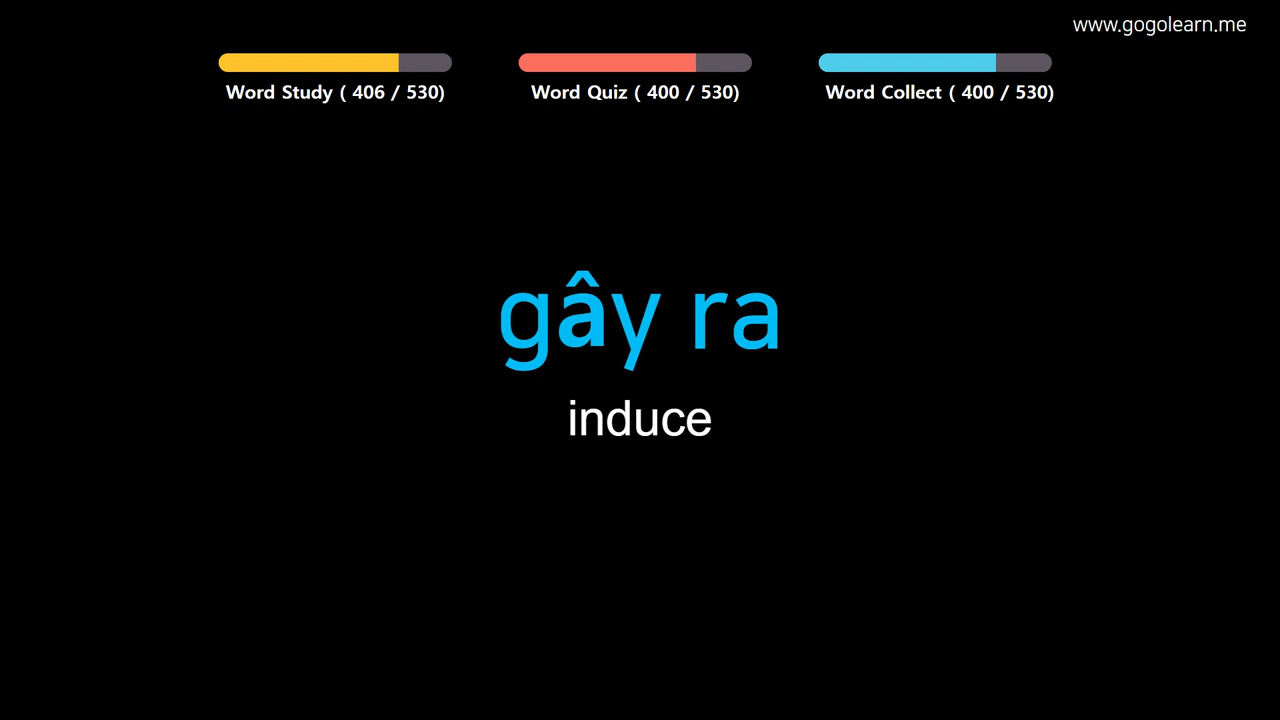 www.gogolearn.me
Word Study ( 406 / 530)
Word Quiz ( 400 / 530)
Word Collect ( 400 / 530)
gây ra
induce